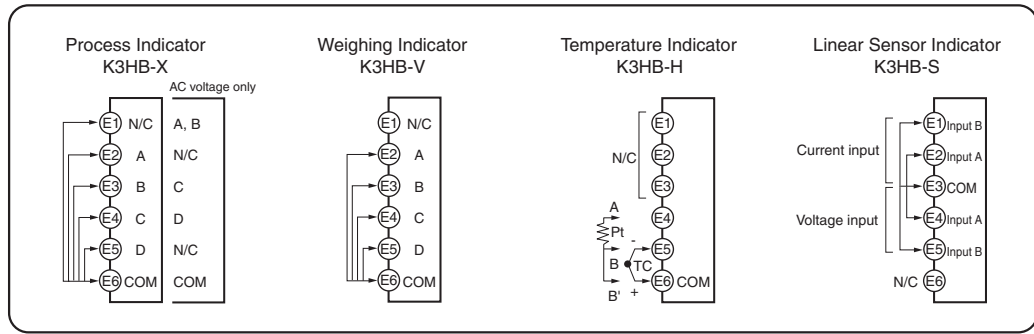 Process Indicator
K3HB-X
AC voltage only
E1 N/C A, B
E2 A N/C
E3 B C
E4 C D
E5 D N/C
E6 COM COM
Weighing Indicator
K3HB-V
E1 N/C
E2 A
E3 B
E4 C
E5 D
E6 COM
Temperature Indicator
K3HB-H
E1
N/C E2
E3
A E4
Pt
- E5
B TC
B' + E6 COM
Linear Sensor Indicator
K3HB-S
E1 Input B
Current input E2 Input A
E3 COM
Voltage input E4 Input A
E5 Input B
N/C E6